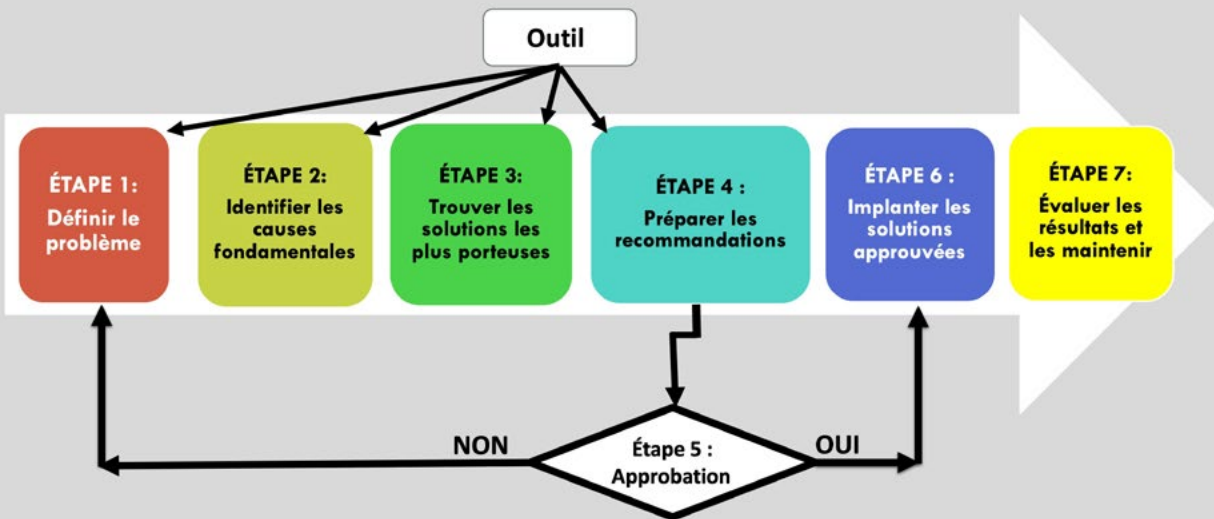 Outil
ÉTAPE 1:
Définir le
problème
ÉTAPE 2:
Identifier les
causes
fondamentales
ÉTAPE 3:
Trouver les
solutions les
plus porteuses
ÉTAPE 4 :
Préparer les
recommandations
ÉTAPE 6 :
Implanter les
solutions
approuvées
ÉTAPE 7:
Évaluer les
résultats et
les maintenir
NON
Étape 5 :
Approbation
OUI